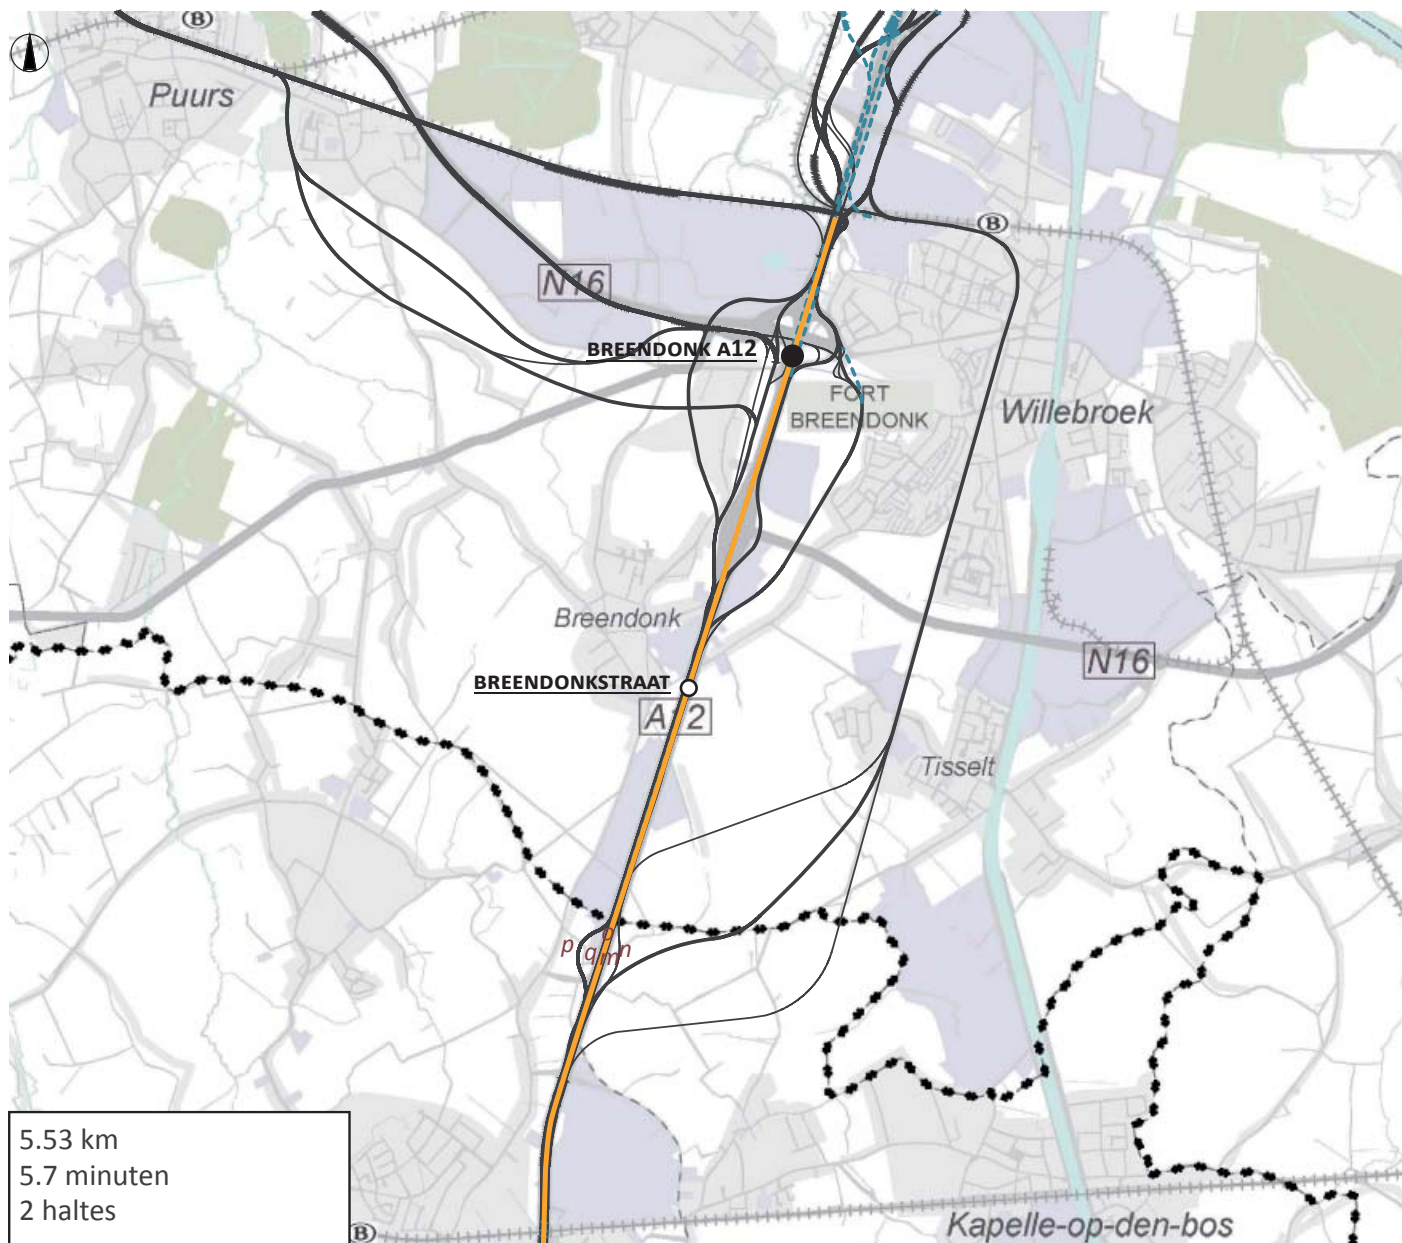 B
Puurs
B
N16
BREENDONK A12
FORT
BREENDONK
Willebroek
Breendonk
N16
BREENDONKSTRAAT
A12
Tisselt
o
p
q
m
n
5.53 km
5.7 minuten
2 haltes
B
Kapelle-op-den-bos